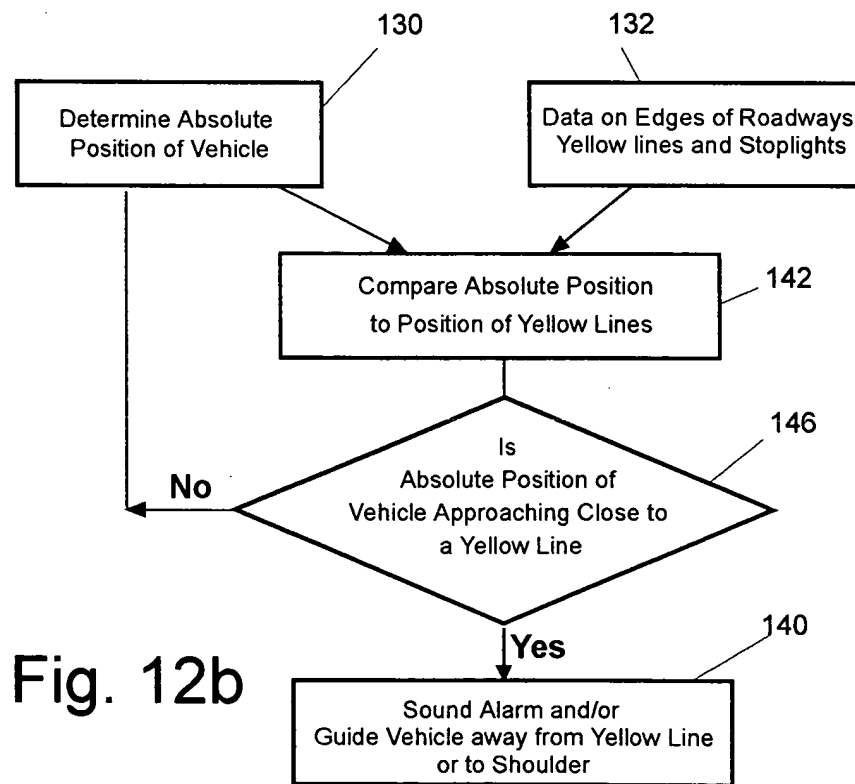 130
132
Determine Absolute
Position of Vehicle
Data on Edges of Roadways
Yellow lines and Stoplights
Compare Absolute Position
to Position of Yellow Lines
142
Is
Absolute Position of
Vehicle Approaching Close to
a Yellow Line
146
No
Yes
140
Fig. 12b
Sound Alarm and/or
Guide Vehicle away from Yellow Line
or to Shoulder